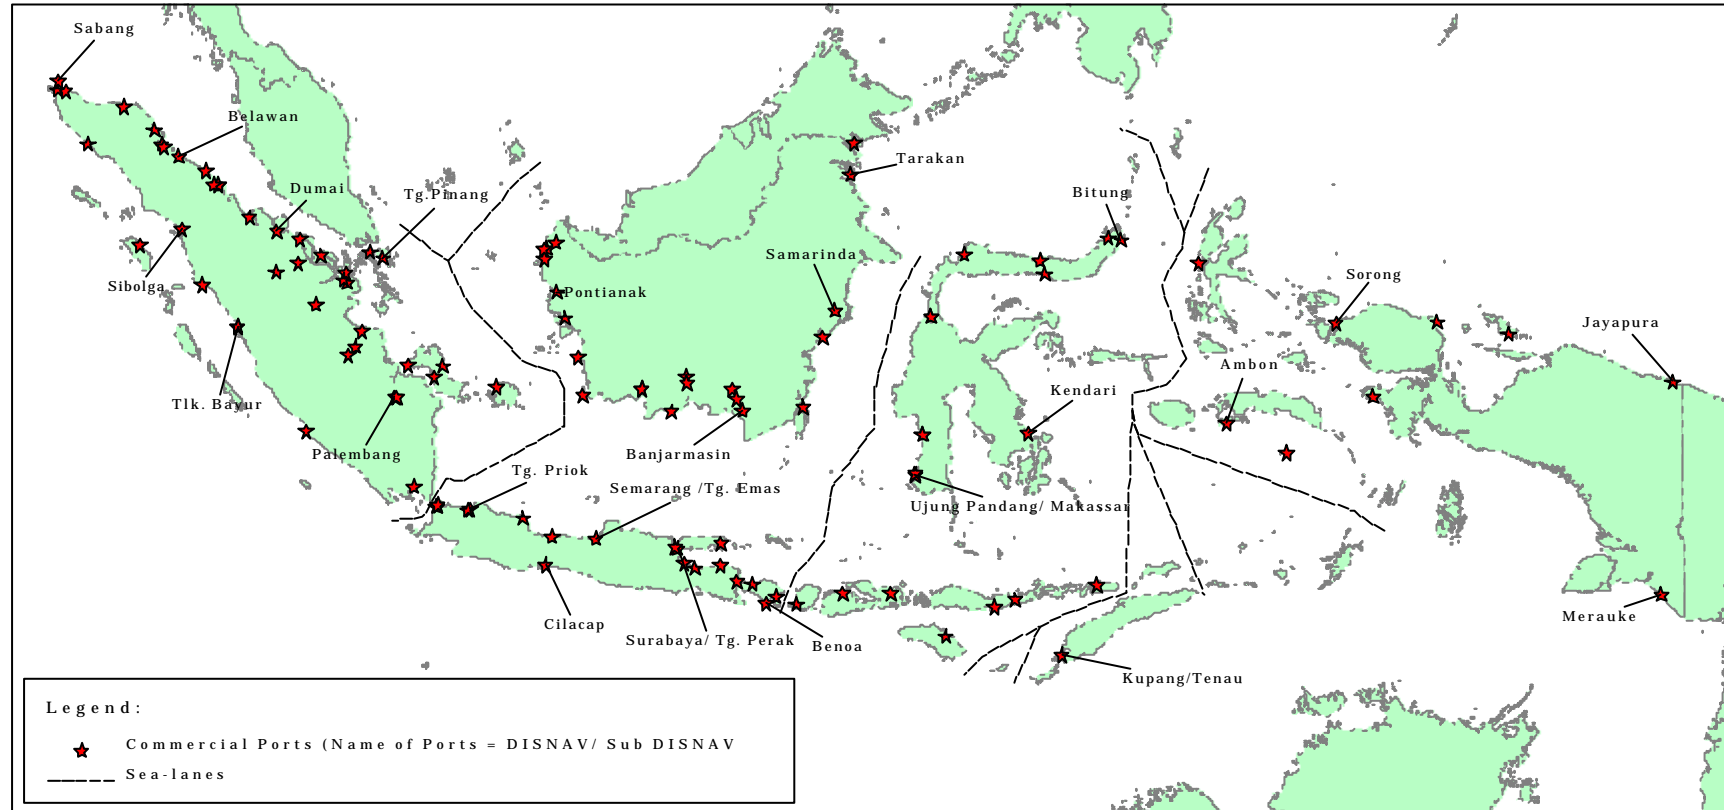 Sabang
Belawan
Tarakan
Dumai
Tg.Pinang
Bitung
Samarinda
Sorong
Sibolga
Pontianak
Jayapura
Ambon
Kendari
Tlk. Bayur
Palembang
Banjarmasin
Tg. Priok
Semarang /Tg. Emas
Ujung Pandang/ Makassar
Cilacap
Surabaya/ Tg. Perak
Benoa
Merauke
Kupang/Tenau
Legend:
Commercial Ports (Name of Ports = DISNAV/ Sub DISNAV
Sea-lanes